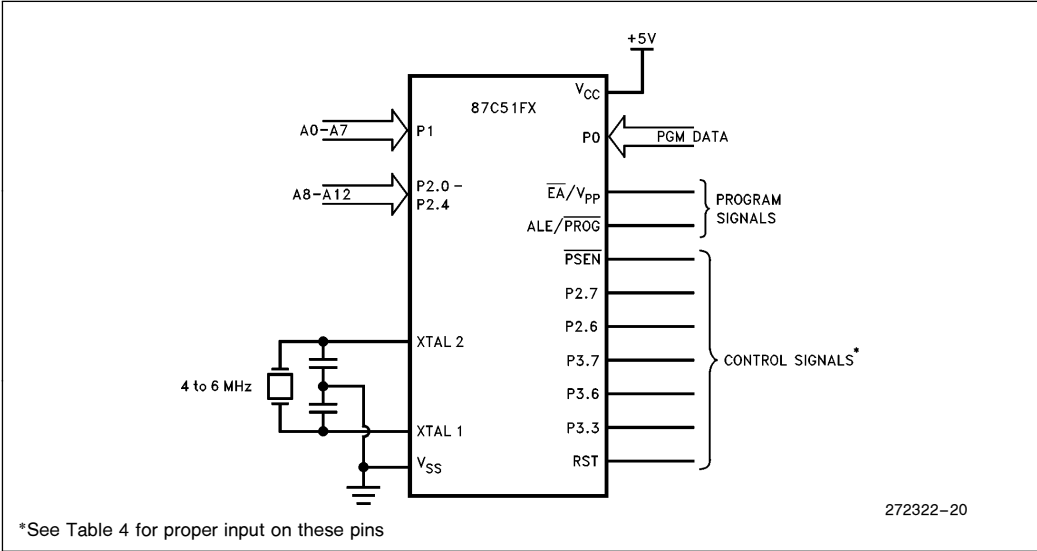 +5V
87C51FX
VCC
A0-A7
P1
P0
PGM DATA
A8-A12
P2.0-
P2.4
EA/VPP
ALE/PROG
PROGRAM
SIGNALS
PSEN
P2.7
P2.6
P3.7
P3.6
P3.3
RST
CONTROL SIGNALS*
XTAL 2
4 to 6 MHz
XTAL 1
VSS
272322-20
*See Table 4 for proper input on these pins